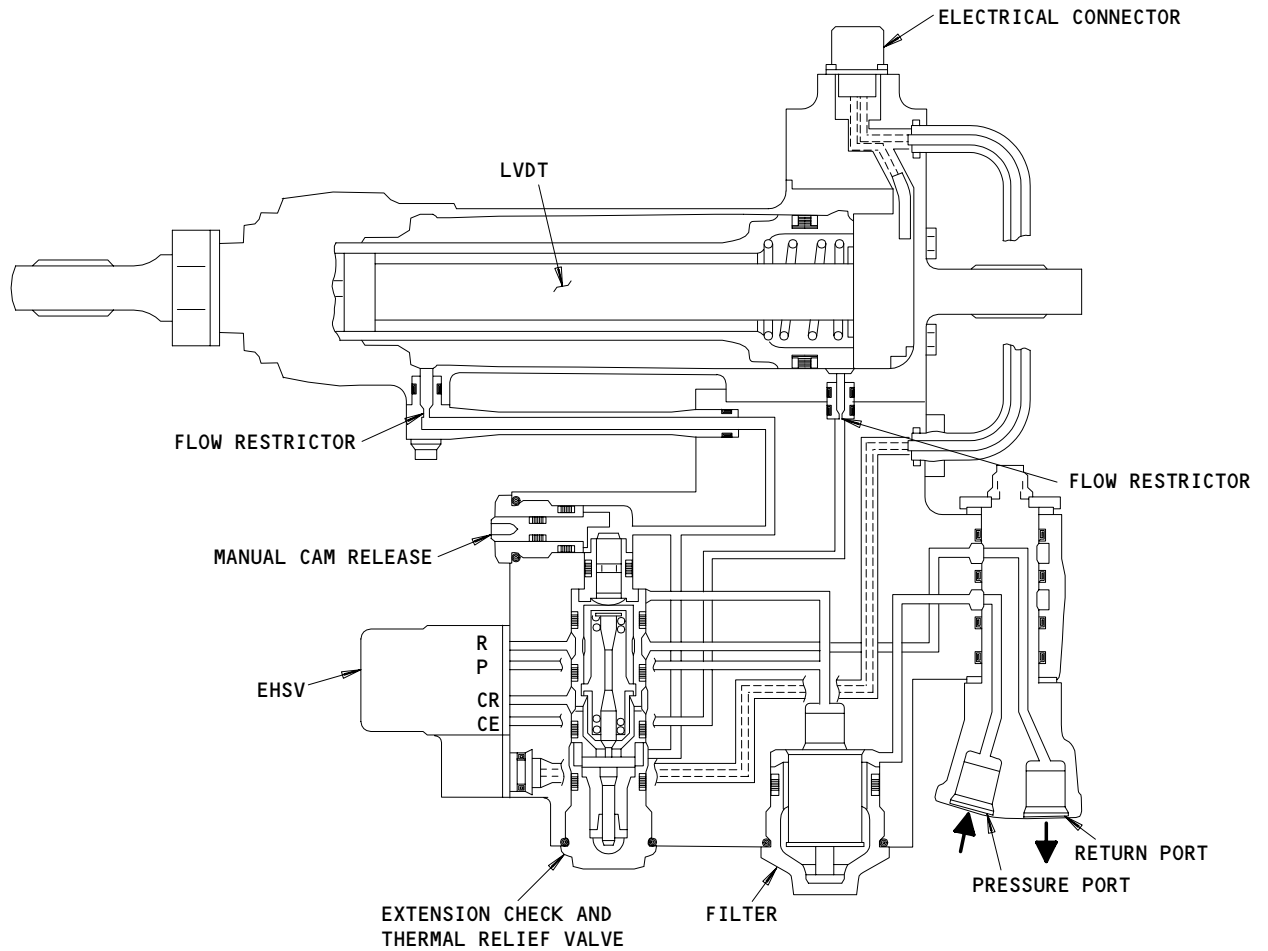 ELECTRICAL CONNECTOR
LVDT
FLOW RESTRICTOR
FLOW RESTRICTOR
MANUAL CAM RELEASE
R
P
EHSV
CR
CE
RETURN PORT
PRESSURE PORT
EXTENSION CHECK AND
THERMAL RELIEF VALVE
FILTER